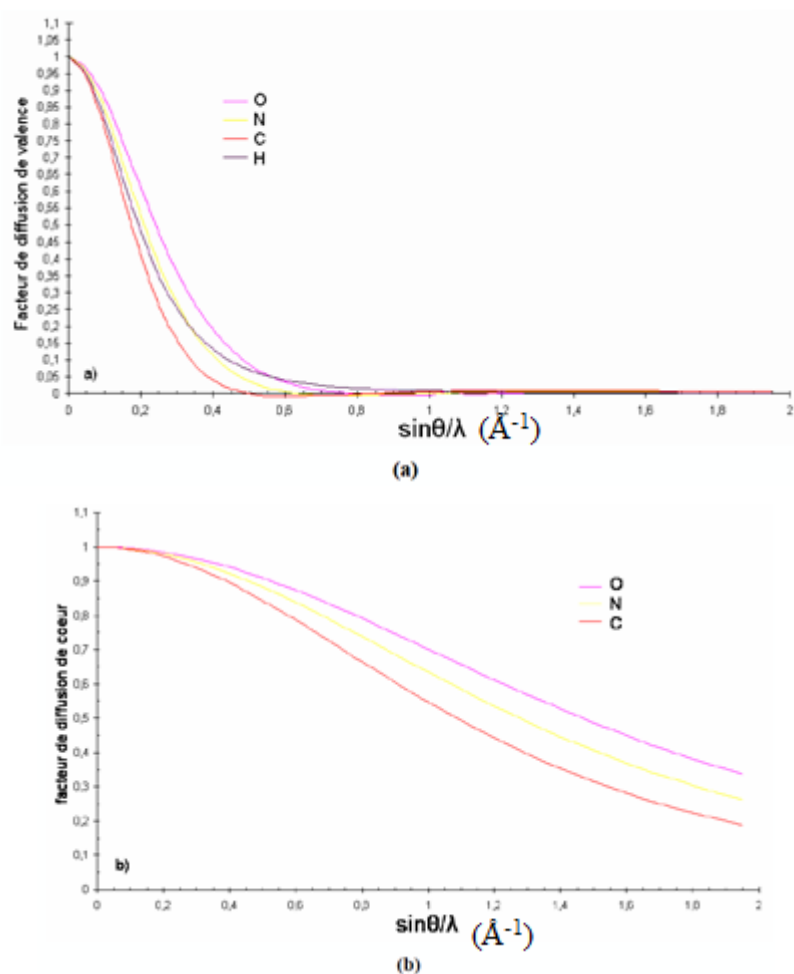 1,1
1,05
1
0,95
0,9
0,85
0,8
0,75
0,7
0,65
0,6
0,55
0,5
0,45
0,4
0,35
0,3
0,25
0,2
0,15
0,1
0,05
0
Facteur de diffusion de valence
O
N
C
H
a)
0 0,2 0,4 0,6 0,8 1 1,2 1,4 1,6 1,8 2
sinθ/λ (Å-1)
(a)
1,1
1
0,9
0,8
0,7
0,6
0,5
0,4
0,3
0,2
0,1
0
facteur de diffusion de coeur
O
N
C
b)
0 0,2 0,4 0,6 0,8 1 1,2 1,4 1,6 1,8 2
sinθ/λ (Å-1)
(b)